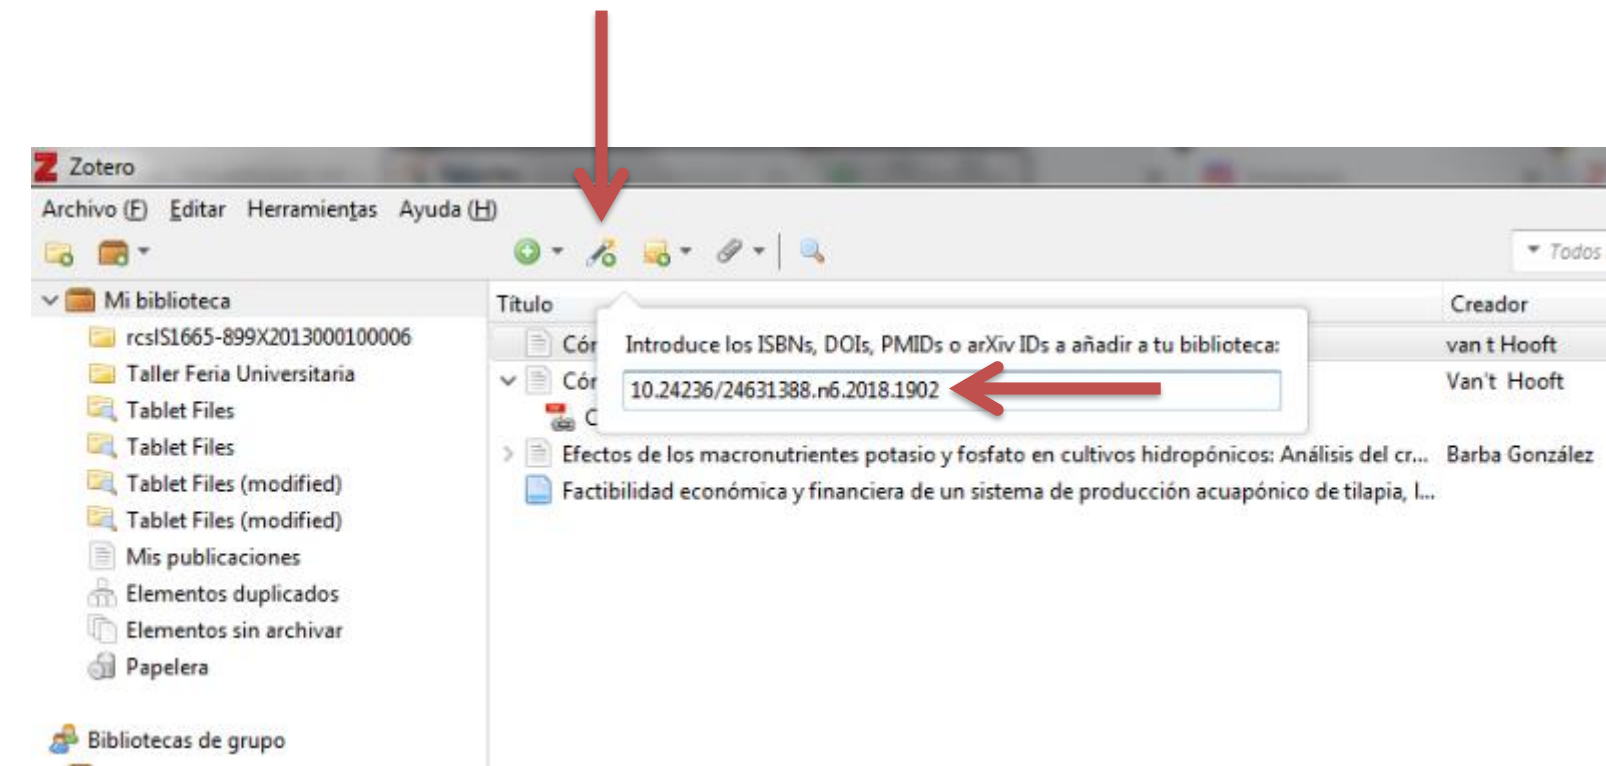 Zotero
Archivo (F) Editar Herramientas Ayuda (H)
Todos
Mi biblioteca
rcsIS1665-899X2013000100006
Taller Feria Universitaria
Tablet Files
Tablet Files
Tablet Files (modified)
Tablet Files (modified)
Mis publicaciones
Elementos duplicados
Elementos sin archivar
Papelera
Bibliotecas de grupo
Título Creador
Cór van t Hooft
Cór Van't Hooft
C
Introduce los ISBNs, DOIs, PMIDs o arXiv IDs a añadir a tu biblioteca:
10.24236/24631388.n6.2018.1902
Efectos de los macronutrientes potasio y fosfato en cultivos hidropónicos: Análisis del cr... Barba González
Factibilidad económica y financiera de un sistema de producción acuapónico de tilapia, l...